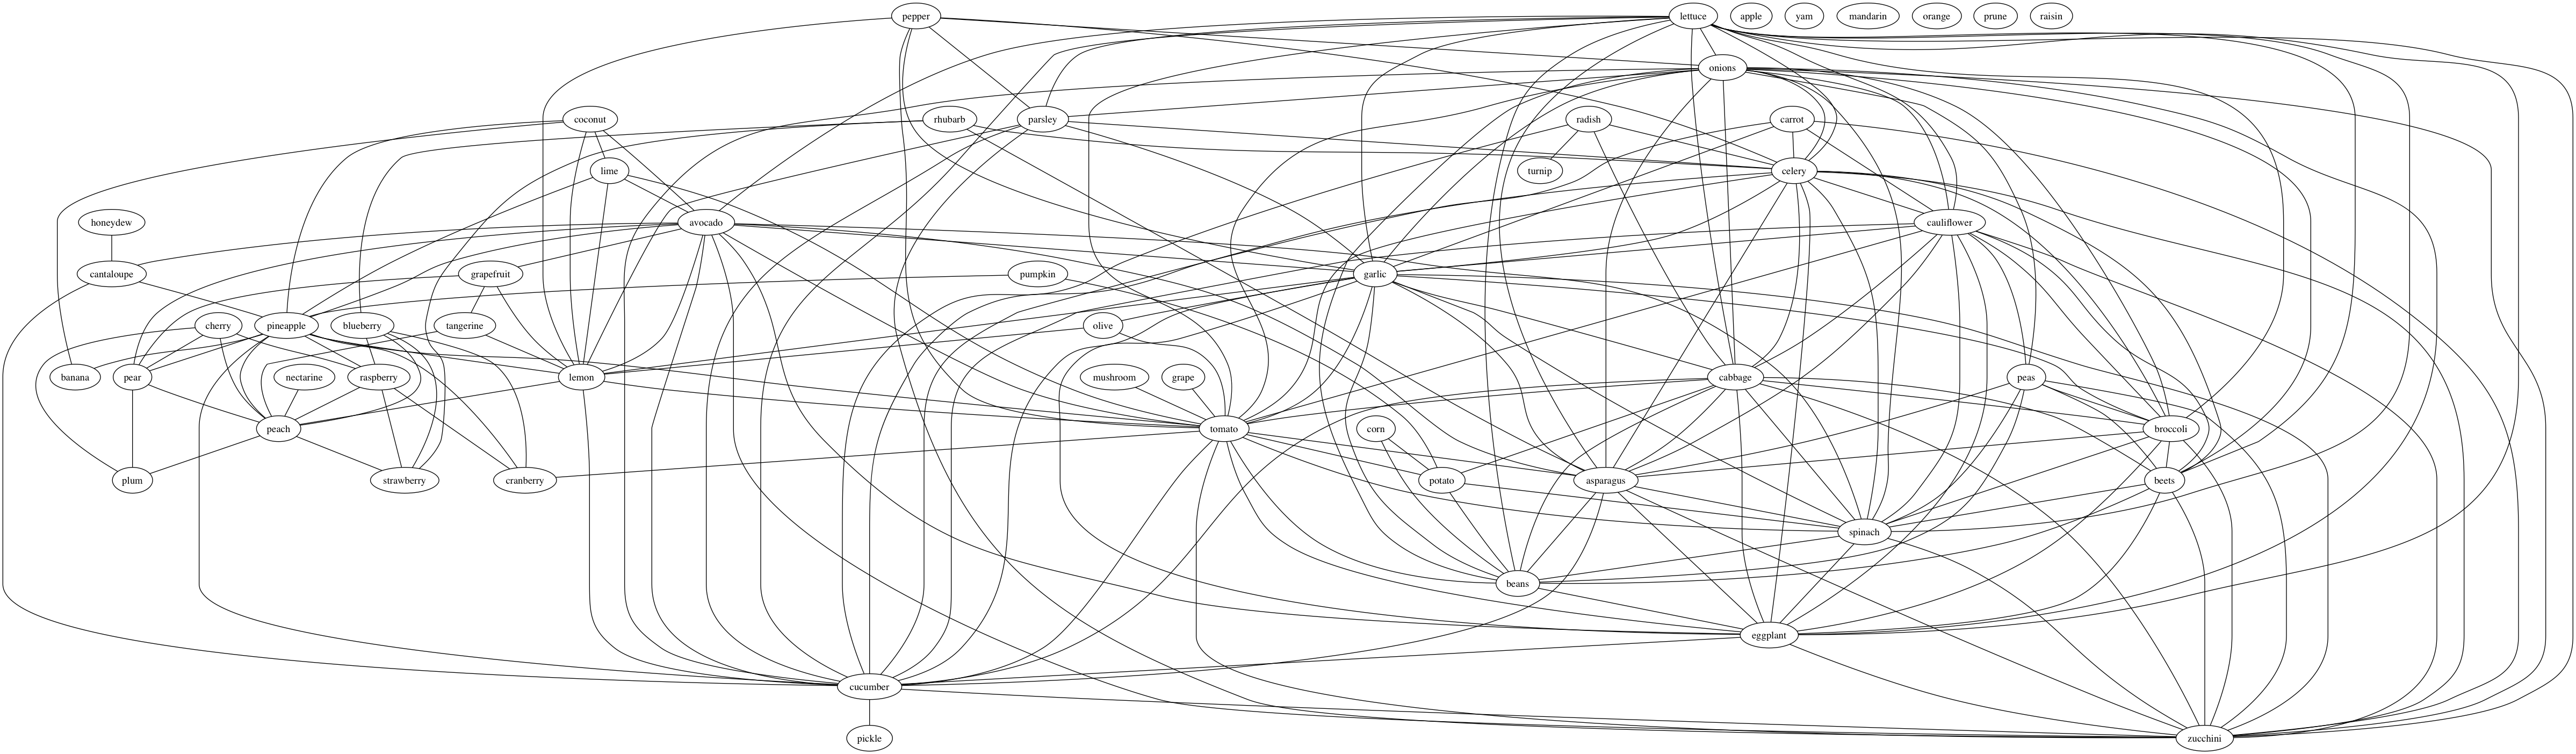 pepper
lettuce
apple
yam
mandarin
orange
prune
raisin
onions
coconut
rhubarb
parsley
radish
carrot
lime
turnip
celery
honeydew
avocado
cauliflower
cantaloupe
grapefruit
pumpkin
garlic
cherry
pineapple
blueberry
tangerine
olive
banana
pear
nectarine
raspberry
lemon
mushroom
grape
cabbage
peas
peach
tomato
corn
broccoli
plum
strawberry
cranberry
potato
asparagus
beets
spinach
beans
eggplant
cucumber
pickle
zucchini